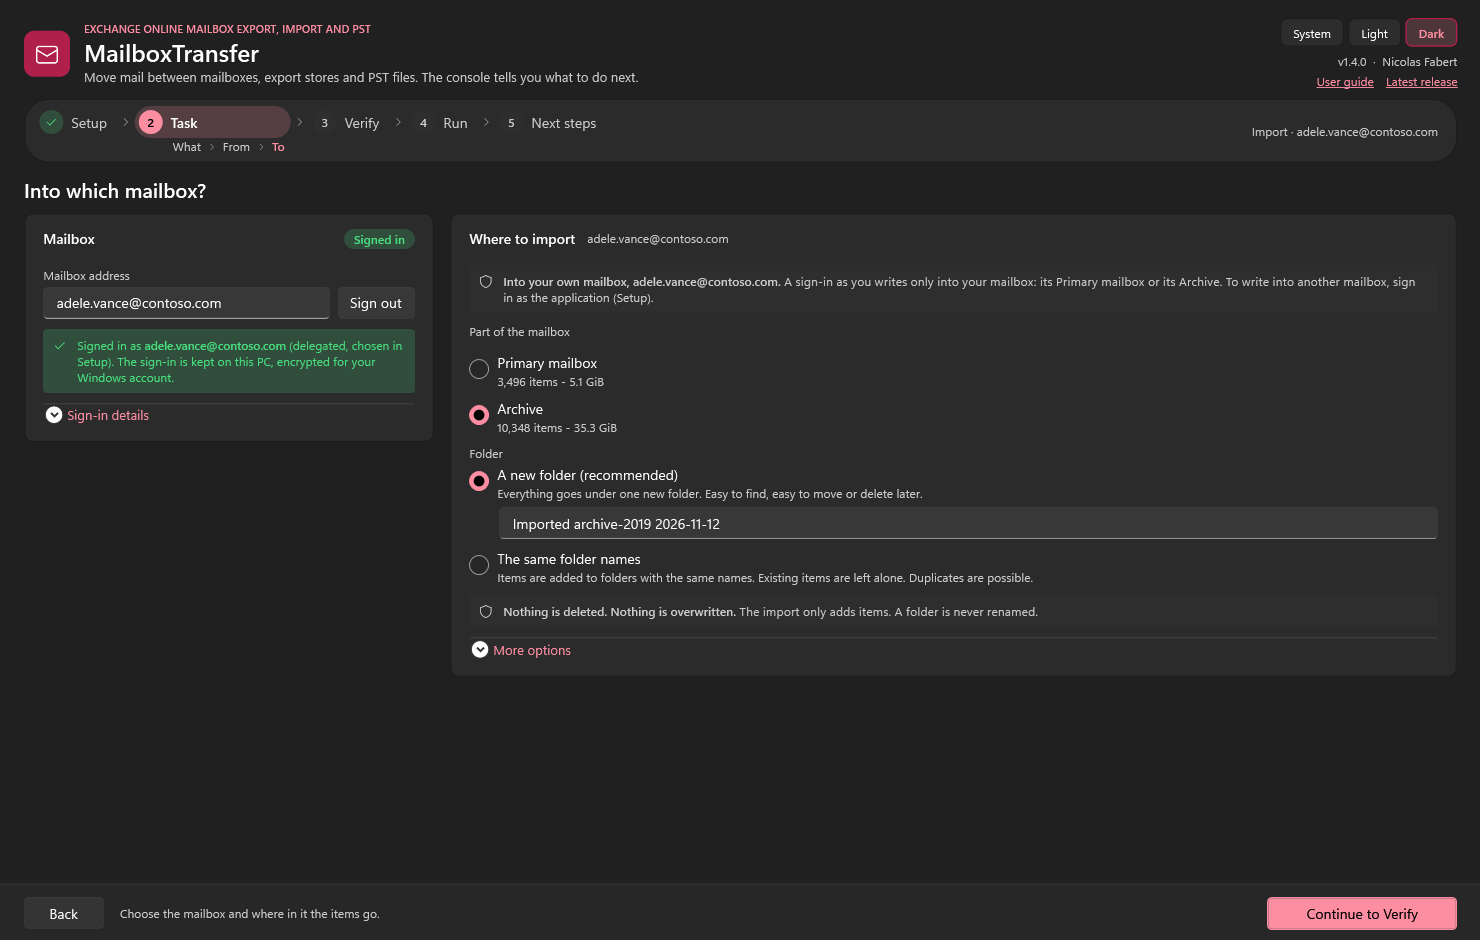 EXCHANGE ONLINE MAILBOX EXPORT, IMPORT AND PST
MailboxTransfer
Move mail between mailboxes, export stores and PST files. The console tells you what to do next.
System
Light
Dark
v1.4.0 · Nicolas Fabert
User guide
Latest release
Setup
2
Task
3
Verify
4
Run
5
Next steps
What
From
To
Import · adele.vance@contoso.com
Into which mailbox?
Mailbox
Signed in
Mailbox address
adele.vance@contoso.com
Sign out
Signed in as adele.vance@contoso.com (delegated, chosen in
Setup). The sign-in is kept on this PC, encrypted for your
Windows account.
Sign-in details
Where to import
adele.vance@contoso.com
Into your own mailbox, adele.vance@contoso.com. A sign-in as you writes only into your mailbox: its Primary mailbox or its Archive. To write into another mailbox, sign
in as the application (Setup).
Part of the mailbox
Primary mailbox
3,496 items - 5.1 GiB
Archive
10,348 items - 35.3 GiB
Folder
A new folder (recommended)
Everything goes under one new folder. Easy to find, easy to move or delete later.
Imported archive-2019 2026-11-12
The same folder names
Items are added to folders with the same names. Existing items are left alone. Duplicates are possible.
Nothing is deleted. Nothing is overwritten. The import only adds items. A folder is never renamed.
More options
Back
Choose the mailbox and where in it the items go.
Continue to Verify